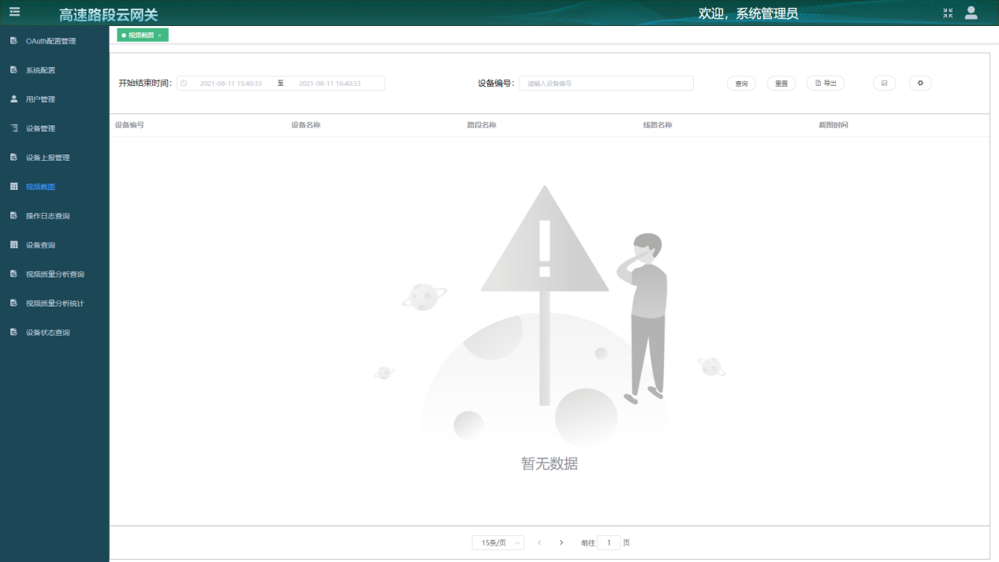 高速路段云网关
欢迎，系统管理员
OAuth配置管理
系统配置
用户管理
设备管理
设备上报管理
视频截图
操作日志查询
设备查询
视频质量分析查询
视频质量分析统计
设备状态查询
视频截图 ×
开始结束时间： 2021-08-11 15:40:33 至 2021-08-11 16:40:33 设备编号： 请输入设备编号 查询 重置 导出
设备编号 设备名称 路段名称 线路名称 截图时间
暂无数据
15条/页 前往 1 页